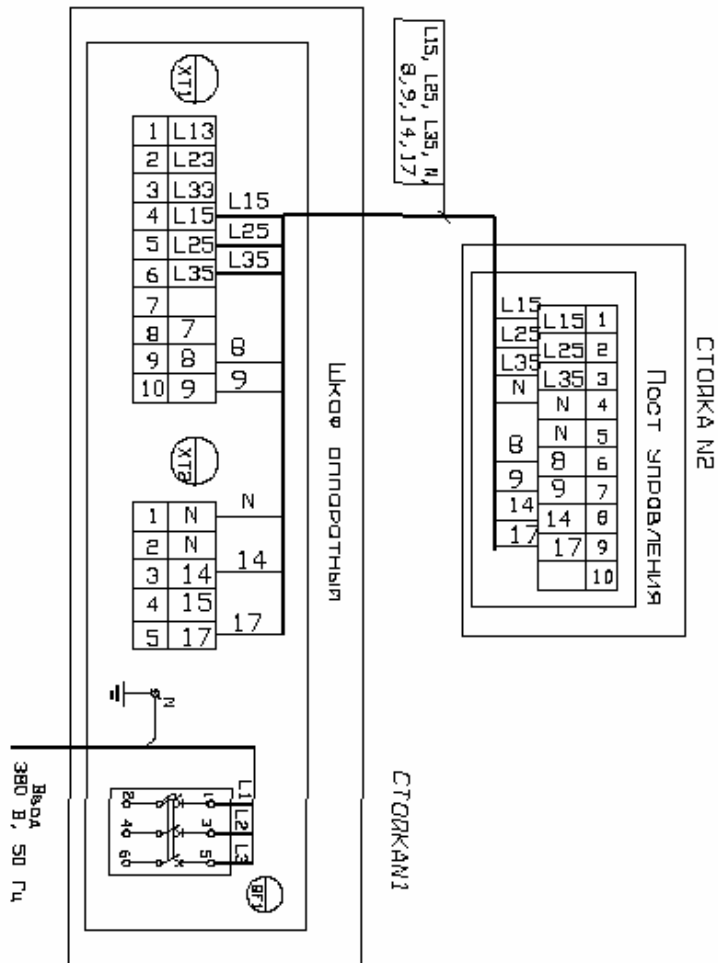 XT1
1 L13
2 L23
3 L33
4 L15
5 L25
6 L35
7
8 7
9 8
10 9
L15
L25
L35
8
9
XT2
1 N
2 N
3 14
4 15
5 17
N
14
17
Шкаф аппаратный
СТОЙКА N1
L15, L25, L35, N,
8,9,14,17
СТОЙКА N2
Пост управления
L15
L25
L35
N
8
9
14
17
L15 1
L25 2
L35 3
N 4
N 5
8 6
9 7
14 8
17 9
10
N
Ввод
380 В, 50 Гц
L1
L2
L3
2 1
4 3
6 5